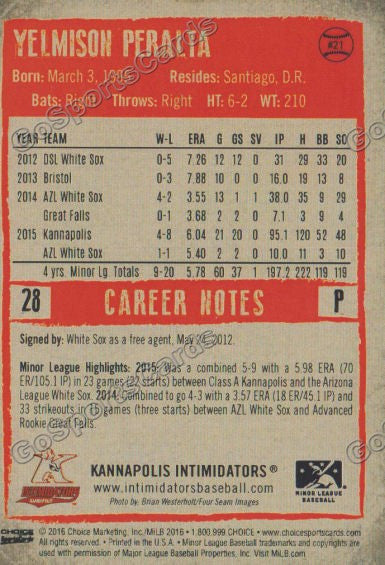 YELMISON PERALTA
#21
Born: March 3, 1995 Resides: Santiago, D.R.
Bats: Right Throws: Right HT: 6-2 WT: 210
YEAR TEAM W-L ERA G GS SV IP H BB SO
2012 DSL White Sox 0-5 7.26 12 12 0 31 29 33 20
2013 Bristol 0-3 7.88 10 0 0 16.0 19 13 8
2014 AZL White Sox 4-2 3.55 13 1 1 38.0 35 9 29
Great Falls 0-1 3.68 2 2 0 7.1 3 9 4
2015 Kannapolis 4-8 6.04 21 20 0 95.1 120 52 48
AZL White Sox 1-1 5.40 2 2 0 10.0 11 3 10
4 yrs. Minor Lg Totals 9-20 5.78 60 37 1 197.2 222 119 119
28 CAREER NOTES P
Signed by: White Sox as a free agent, May 24, 2012.
Minor League Highlights: 2015: Was a combined 5-9 with a 5.98 ERA (70
ER/105.1 IP) in 23 games (22 starts) between Class A Kannapolis and the Arizona
League White Sox. 2014: Combined to go 4-3 with a 3.57 ERA (18 ER/45.1 IP) and
33 strikeouts in 15 games (three starts) between AZL White Sox and Advanced
Rookie Great Falls.
KANNAPOLIS INTIMIDATORS®
www.intimidatorsbaseball.com
Photo by: Brian Westerholt/Four Seam Images
INTIMIDATORS
MINOR LEAGUE
BASEBALL
CHOICE
© 2016 Choice Marketing, Inc./MiLB 2016 • 1.800.999.CHOICE • www.choicesportscards.com
All rights reserved. • Printed in the U.S.A. • Minor League Baseball trademarks and copyrights are
used with permission of Major League Baseball Properties, Inc. Visit MiLB.com
GoSportsCards
GoSportsCards
GoSportsCards
GoSportsCards